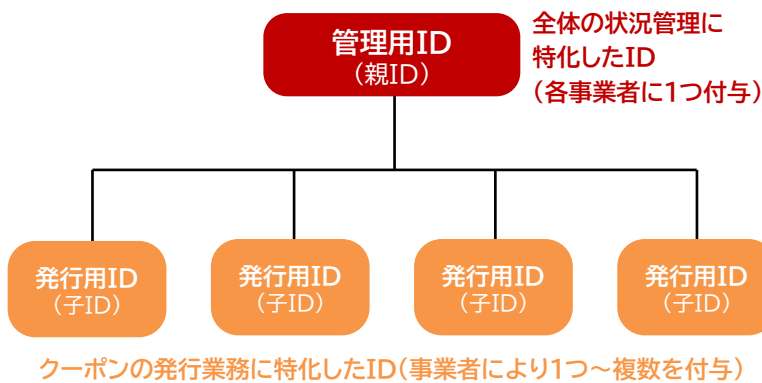 管理用ID
（親ID）
全体の状況管理に
特化したID
（各事業者に1つ付与）
発行用ID
（子ID）
発行用ID
（子ID）
発行用ID
（子ID）
発行用ID
（子ID）
クーポンの発行業務に特化したID（事業者により1つ～複数を付与）